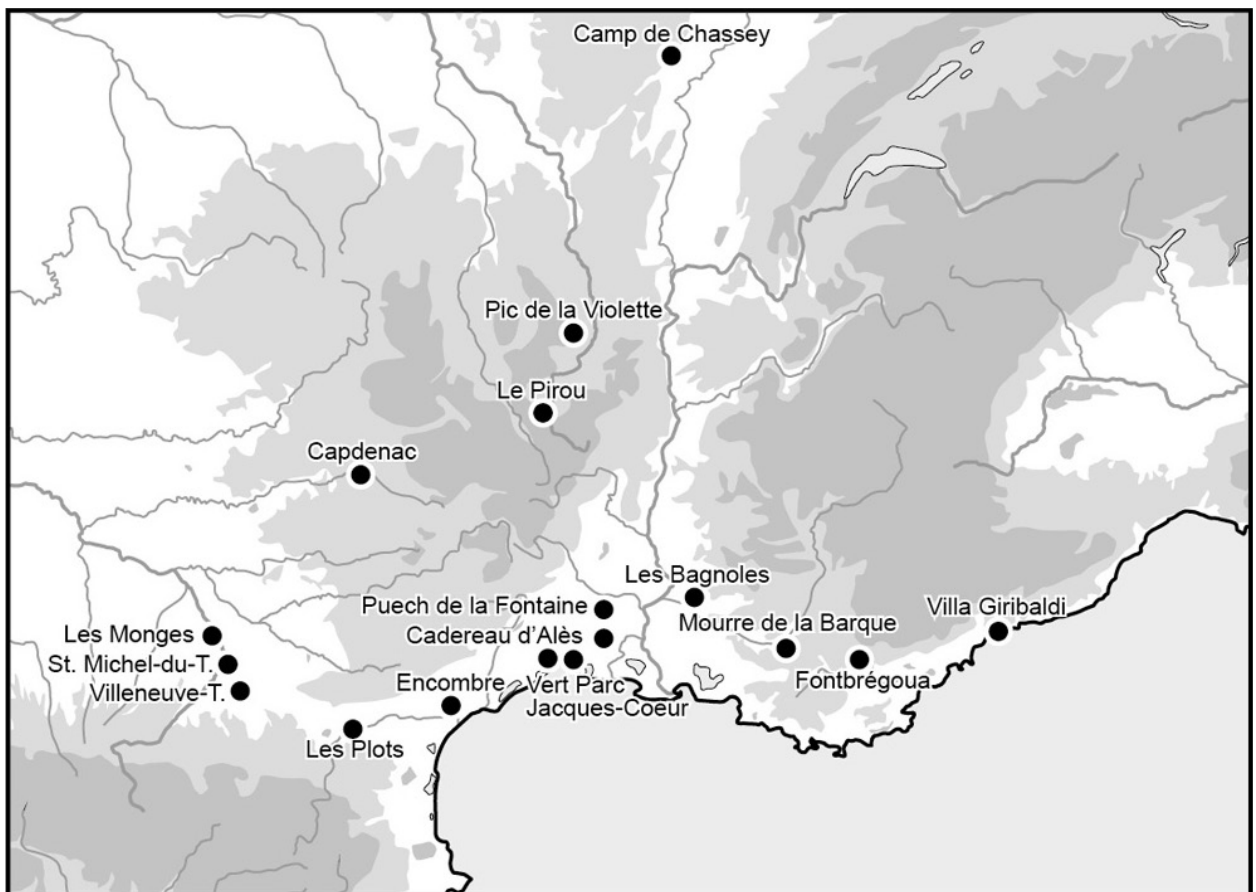 Camp de Chassey
Pic de la Violette
Le Pirou
Capdenac
Les Bagnoles
Puech de la Fontaine
Villa Giribaldi
Mourre de la Barque
Les Monges
Cadereau d'Alès
St. Michel-du-T.
Fontbrégoua
Villeneuve-T.
Encombre
Vert Parc
Jacques-Coeur
Les Plots